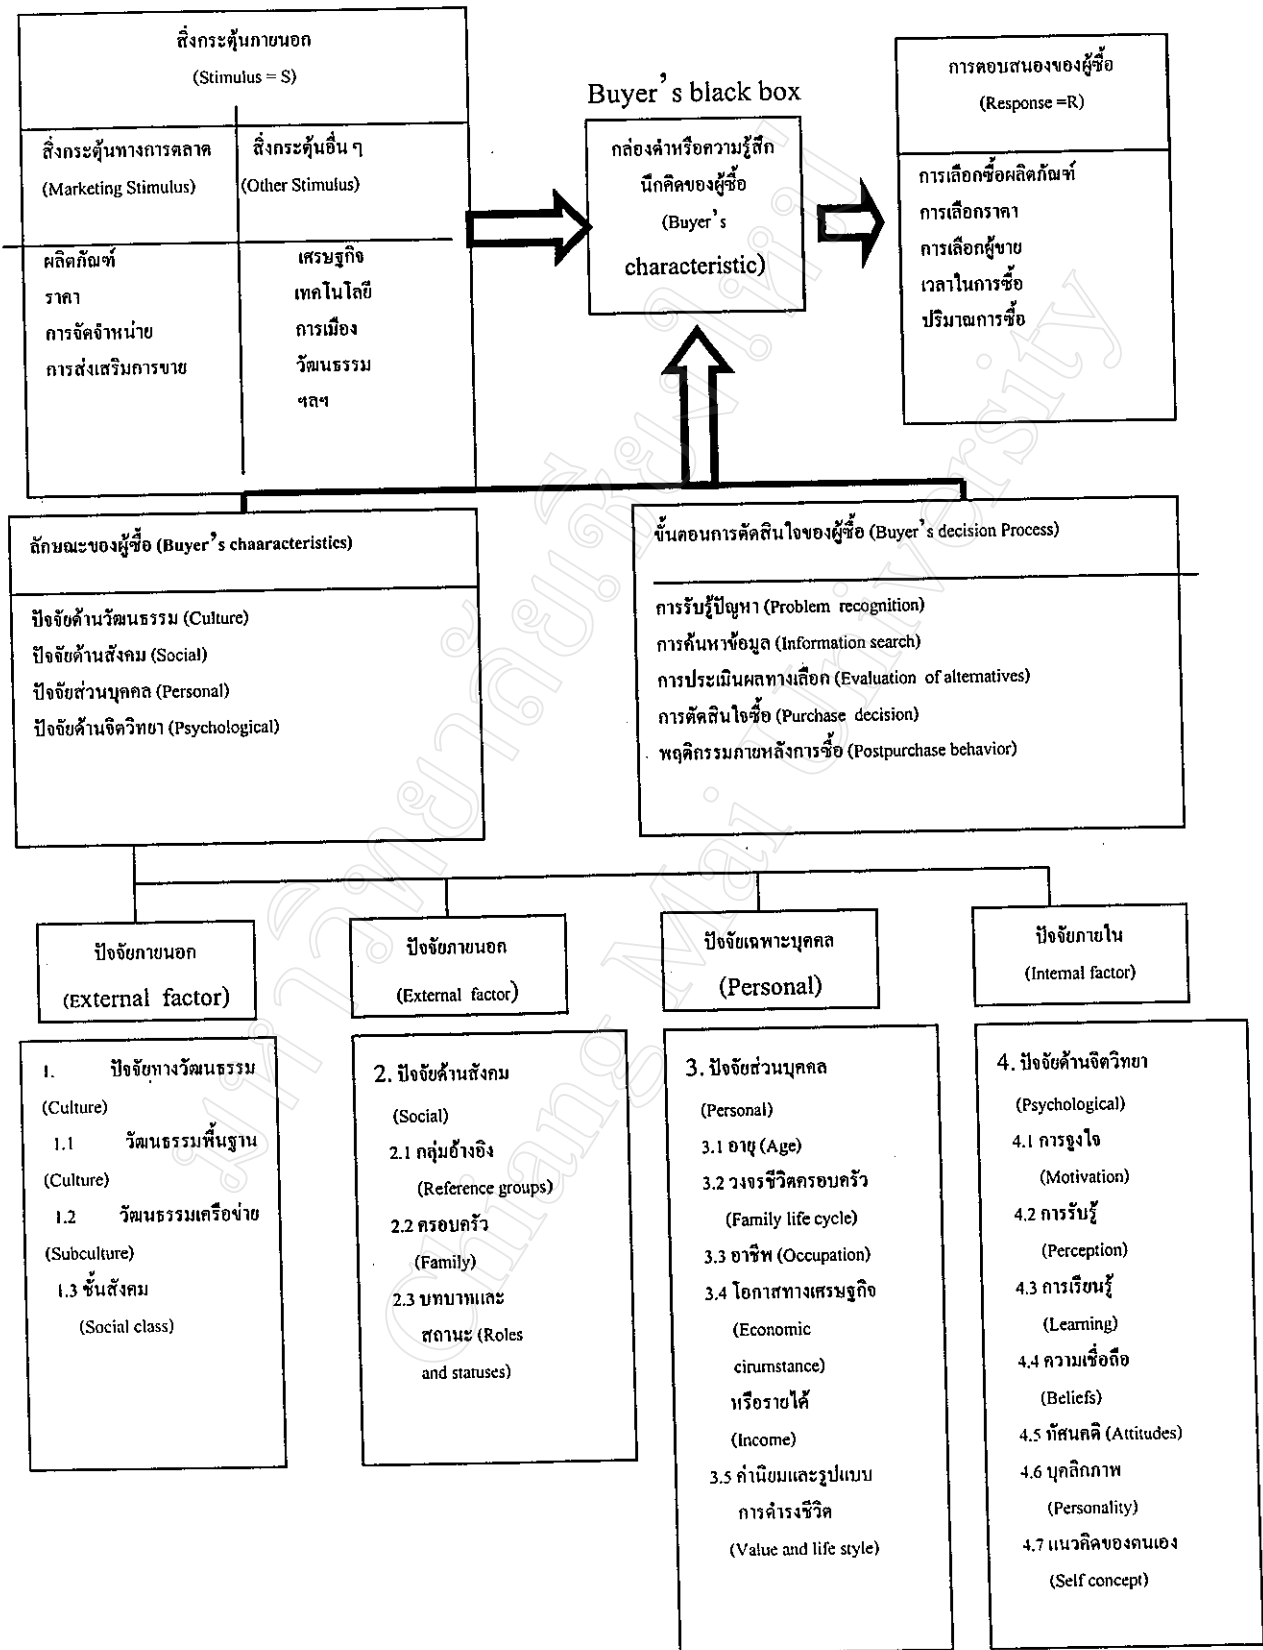 สิ่งกระตุ้นภายนอก
(Stimulus = S)
สิ่งกระตุ้นทางการตลาด
(Marketing Stimulus)
ผลิตภัณฑ์
ราคา
การจัดจำหน่าย
การส่งเสริมการขาย
สิ่งกระตุ้นอื่น ๆ
(Other Stimulus)
เศรษฐกิจ
เทคโนโลยี
การเมือง
วัฒนธรรม
ฯลฯ
Buyer's black box
กล่องดำหรือความรู้สึก
นึกคิดของผู้ซื้อ
(Buyer's
characteristic)
การตอบสนองของผู้ซื้อ
(Response =R)
การเลือกซื้อผลิตภัณฑ์
การเลือกราคา
การเลือกผู้ขาย
เวลาในการซื้อ
ปริมาณการซื้อ
ลักษณะของผู้ซื้อ (Buyer's chaaracteristics)
ปัจจัยด้านวัฒนธรรม (Culture)
ปัจจัยด้านสังคม (Social)
ปัจจัยส่วนบุคคล (Personal)
ปัจจัยด้านจิตวิทยา (Psychological)
ขั้นตอนการตัดสินใจของผู้ซื้อ (Buyer's decision Process)
การรับรู้ปัญหา (Problem recognition)
การค้นหาข้อมูล (Information search)
การประเมินผลทางเลือก (Evaluation of alternatives)
การตัดสินใจซื้อ (Purchase decision)
พฤติกรรมภายหลังการซื้อ (Postpurchase behavior)
ปัจจัยภายนอก
(External factor)
1. ปัจจัยทางวัฒนธรรม
(Culture)
1.1 วัฒนธรรมพื้นฐาน
(Culture)
1.2 วัฒนธรรมเครือข่าย
(Subculture)
1.3 ชั้นสังคม
(Social class)
ปัจจัยภายนอก
(External factor)
2. ปัจจัยด้านสังคม
(Social)
2.1 กลุ่มอ้างอิง
(Reference groups)
2.2 ครอบครัว
(Family)
2.3 บทบาทและ
สถานะ (Roles
and statuses)
ปัจจัยเฉพาะบุคคล
(Personal)
3. ปัจจัยส่วนบุคคล
(Personal)
3.1 อายุ (Age)
3.2 วงจรชีวิตครอบครัว
(Family life cycle)
3.3 อาชีพ (Occupation)
3.4 โอกาสทางเศรษฐกิจ
(Economic
cirumstance)
หรือรายได้
(Income)
3.5 ค่านิยมและรูปแบบ
การดำรงชีวิต
(Value and life style)
ปัจจัยภายใน
(Internal factor)
4. ปัจจัยด้านจิตวิทยา
(Psychological)
4.1 การจูงใจ
(Motivation)
4.2 การรับรู้
(Perception)
4.3 การเรียนรู้
(Learning)
4.4 ความเชื่อถือ
(Beliefs)
4.5 ทัศนคติ (Attitudes)
4.6 บุคลิกภาพ
(Personality)
4.7 แนวคิดของตนเอง
(Self concept)
มหาวิทยาลัยเชียงใหม่
Chiang Mai University